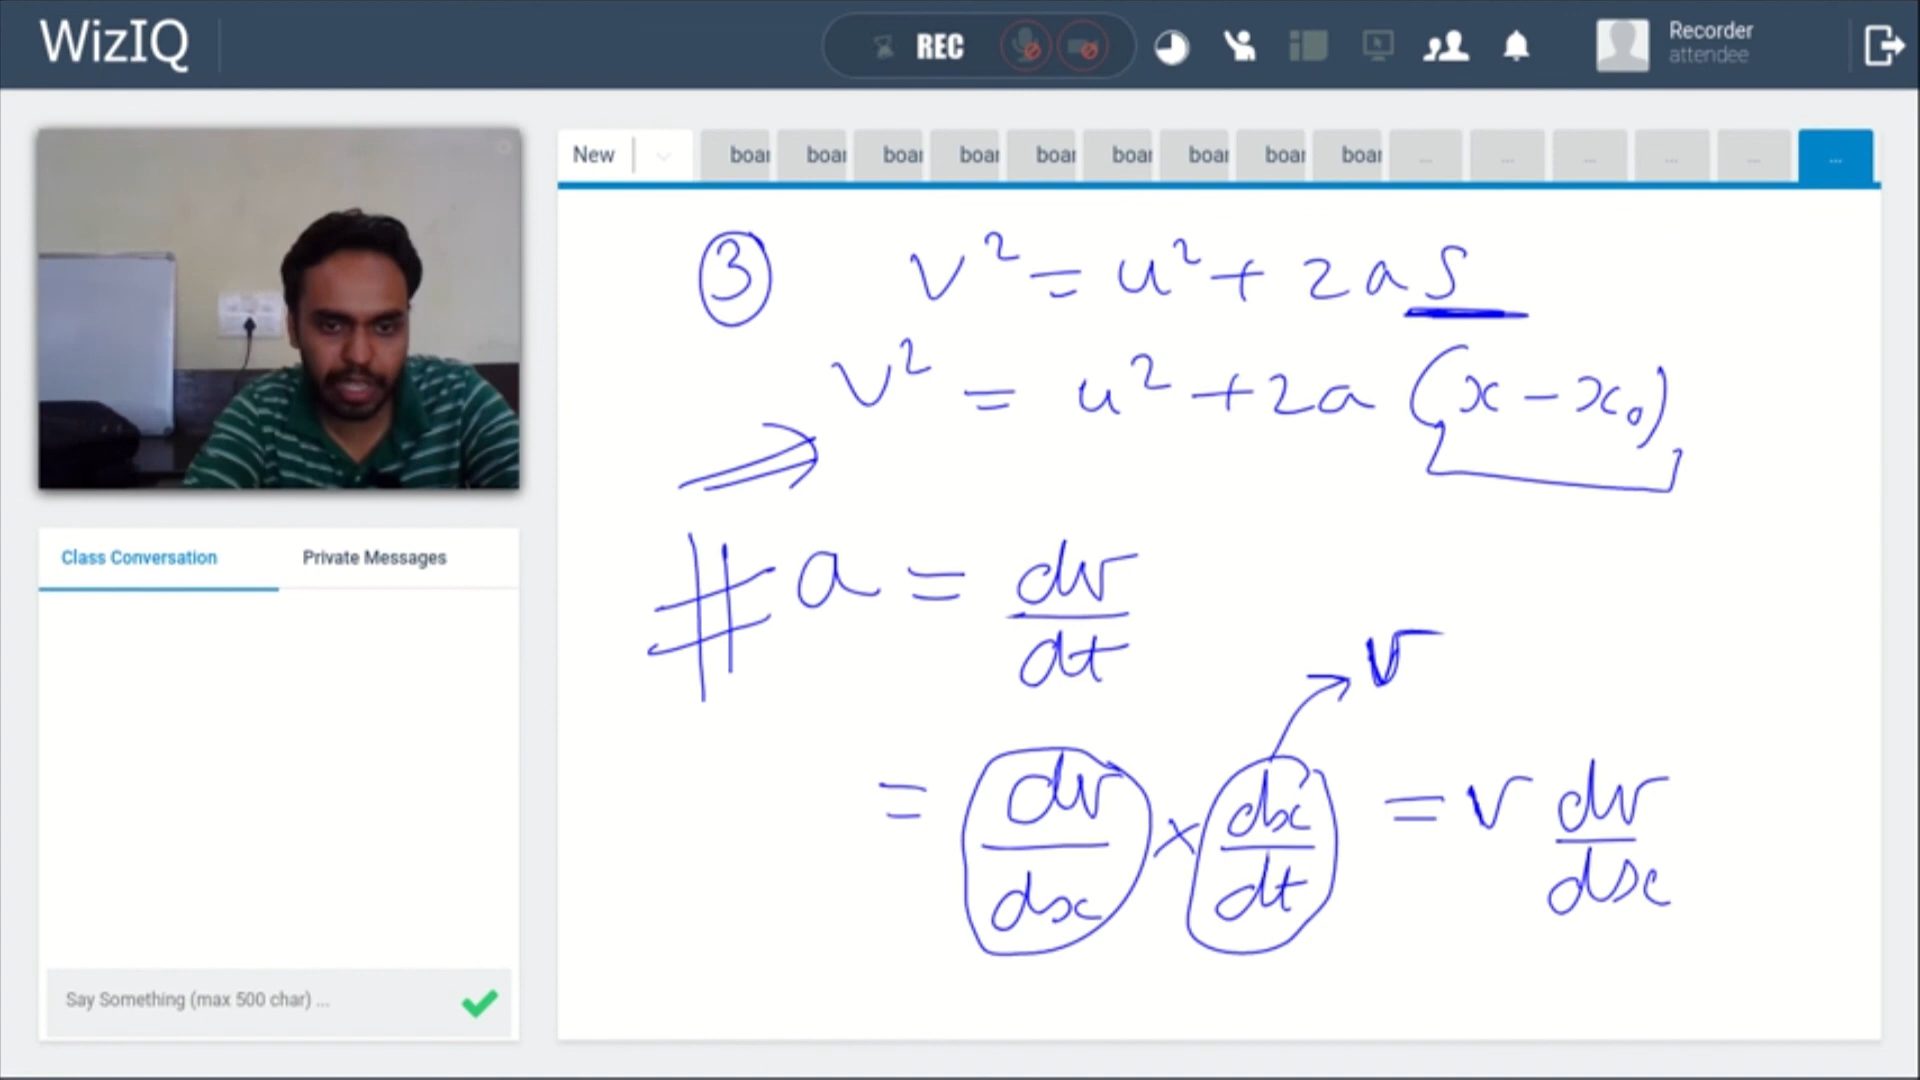 WizIQ
REC
Recorder
attendee
New
boar boar boar boar boar boar boar boar boar ... ... ... ... ... ...
3 v² = u² + 2as
v² = u² + 2a (x - x₀)
⇒
# a = dv/dt
v
= dv/dx × dx/dt = v dv/dx
Class Conversation Private Messages
Say Something (max 500 char) ...